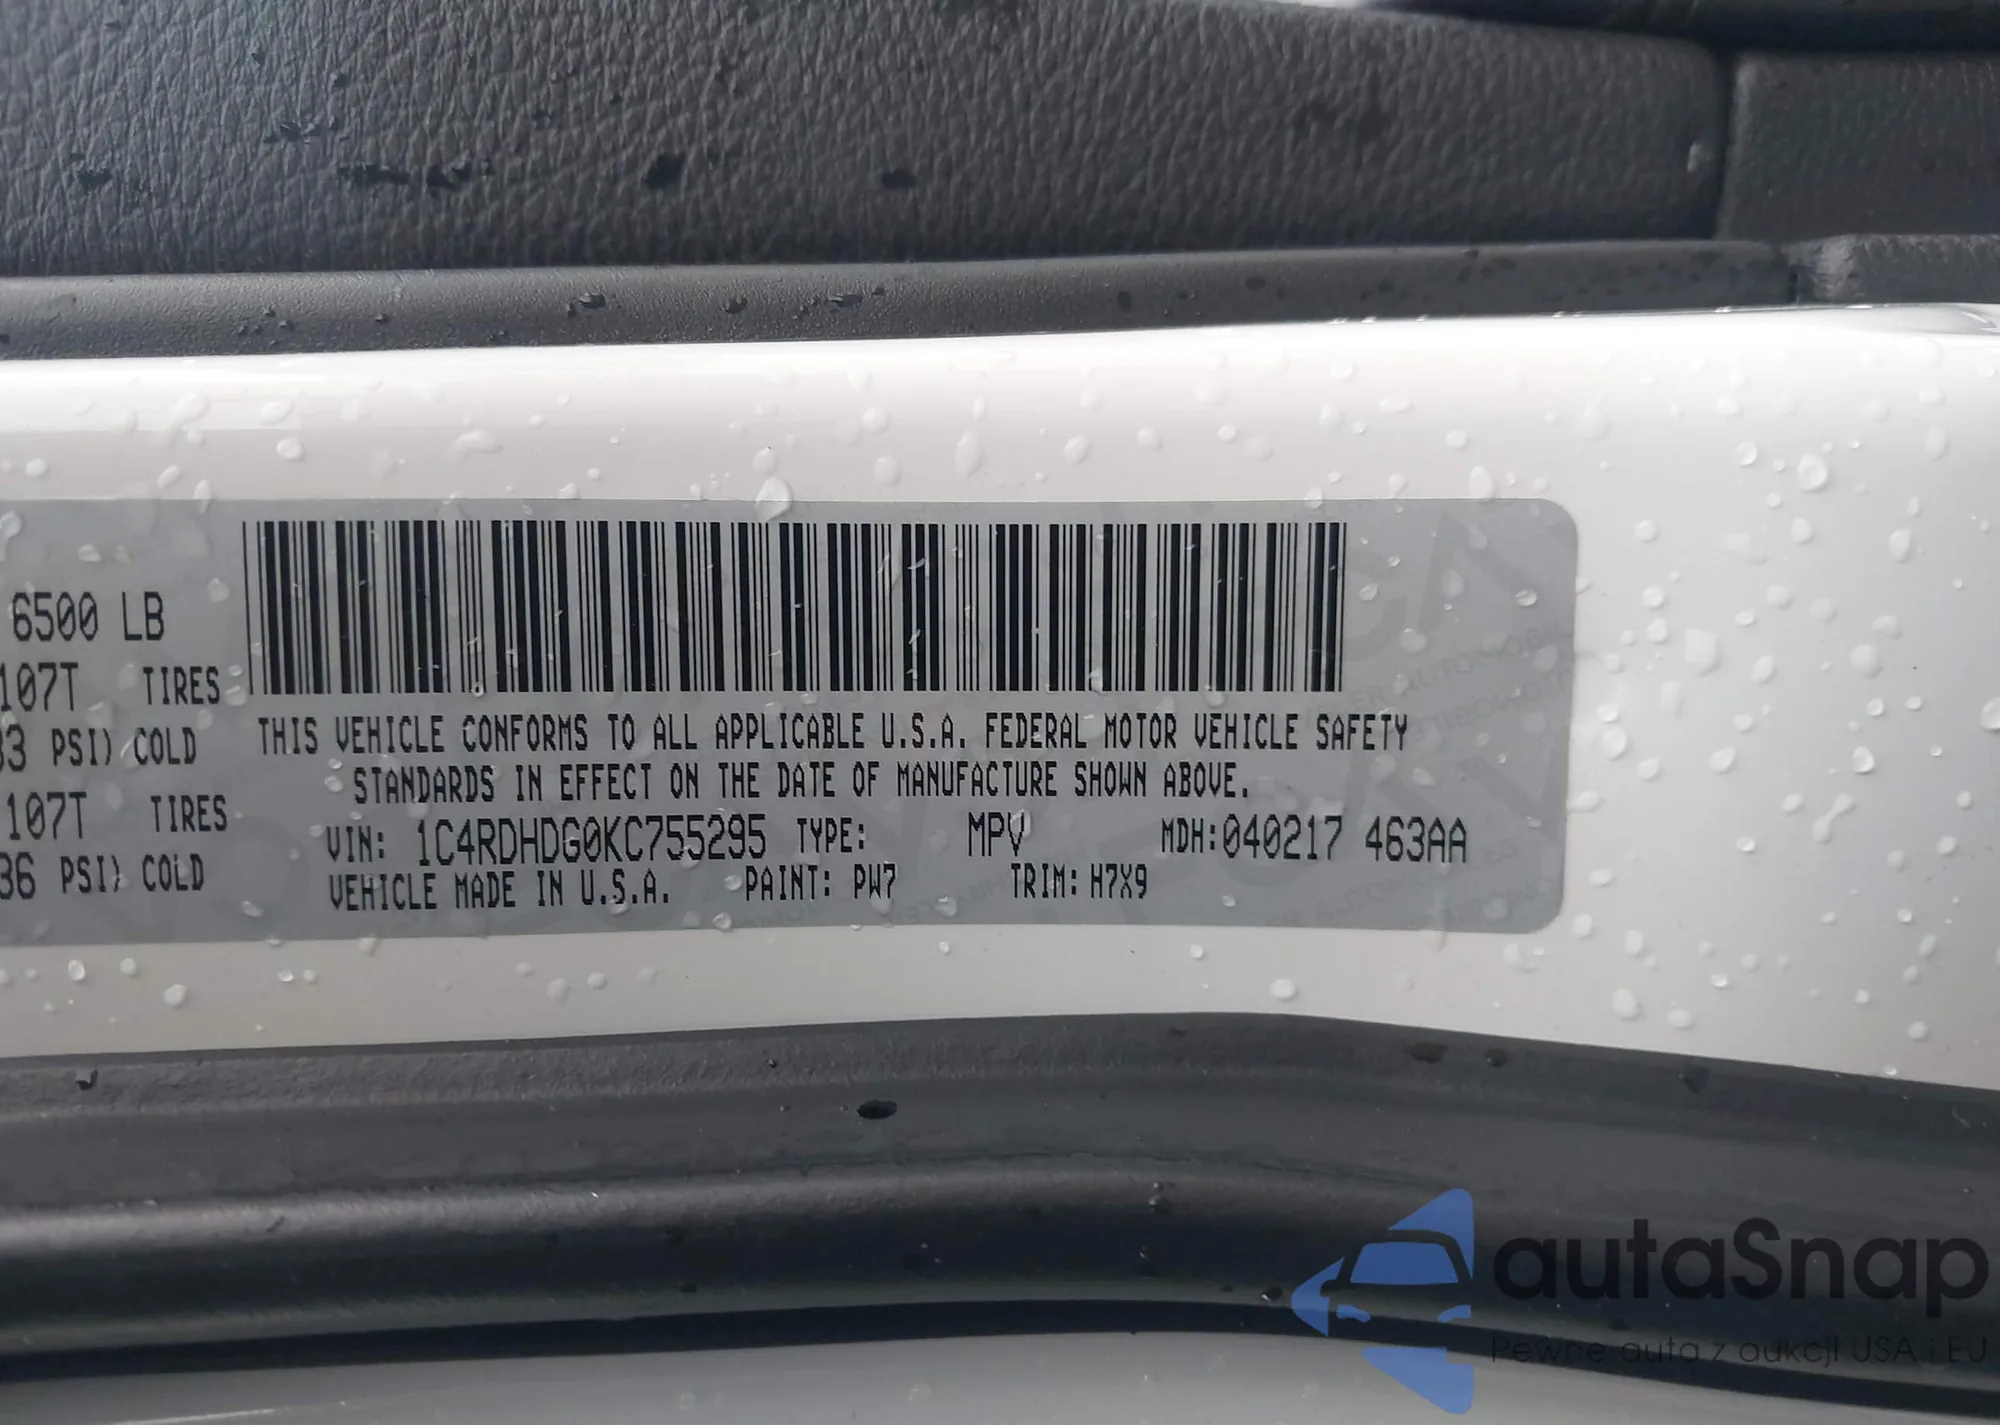 6500 LB
107T TIRES
33 PSI) COLD
107T TIRES
36 PSI) COLD
THIS VEHICLE CONFORMS TO ALL APPLICABLE U.S.A. FEDERAL MOTOR VEHICLE SAFETY
STANDARDS IN EFFECT ON THE DATE OF MANUFACTURE SHOWN ABOVE.
VIN: 1C4RDHDG0KC755295 TYPE: MPV MDH:040217 463AA
VEHICLE MADE IN U.S.A. PAINT: PW7 TRIM: H7X9
autaSnap
Pewne auta z aukcji USA i EU